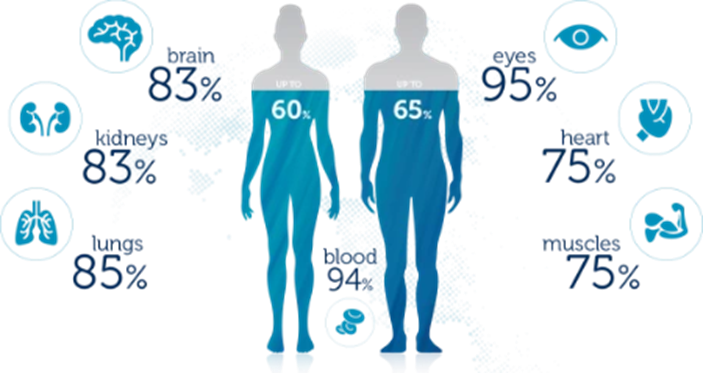 brain
83%
kidneys
83%
lungs
85%
UP TO
60%
UP TO
65%
blood
94%
eyes
95%
heart
75%
muscles
75%